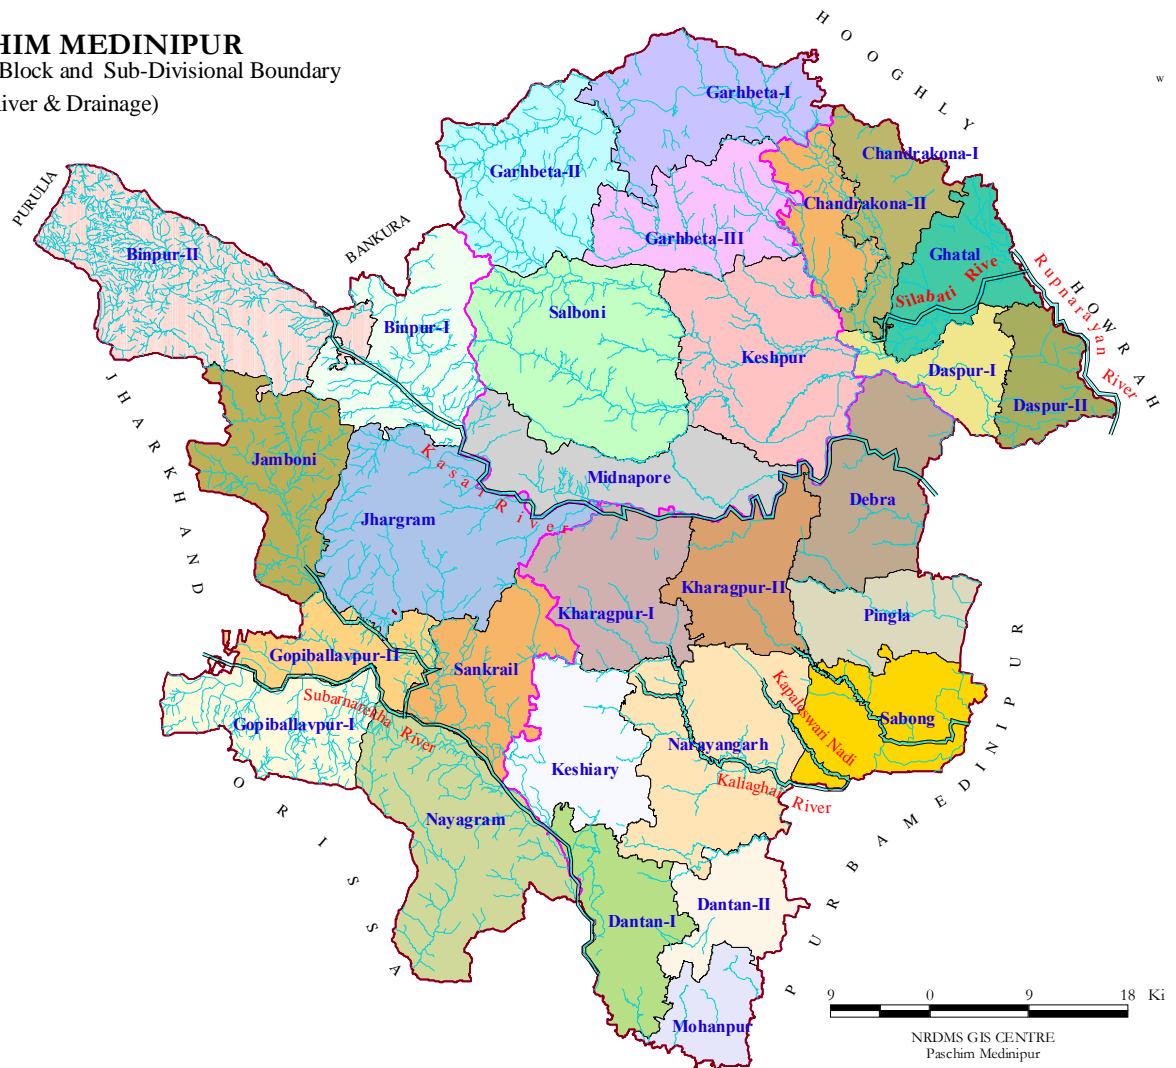 HIM MEDINIPUR
Block and Sub-Divisional Boundary
iver & Drainage)
W
HOOGHLY
PURULIA
BANKURA
HOWRAH
JHARKHAND
ORISSA
PURBA MEDINIPUR
Garhbeta-I
Garhbeta-II
Chandrakona-I
Chandrakona-II
Garhbeta-III
Binpur-II
Ghatal
Silabati Rive
Rupnarayan River
Salboni
Binpur-I
Keshpur
Daspur-I
Daspur-II
Jamboni
Midnapore
Kasai River
Debra
Jhargram
Kharagpur-II
Kharagpur-I
Pingla
Gopiballavpur-II
Sankrail
Subarnarekha River
Gopiballavpur-I
Kapaleswari Nadi
Sabong
Narayangarh
Keshiary
Kaliaghai River
Nayagram
Dantan-II
Dantan-I
Mohanpur
9 0 9 18 Ki
NRDMS GIS CENTRE
Paschim Medinipur